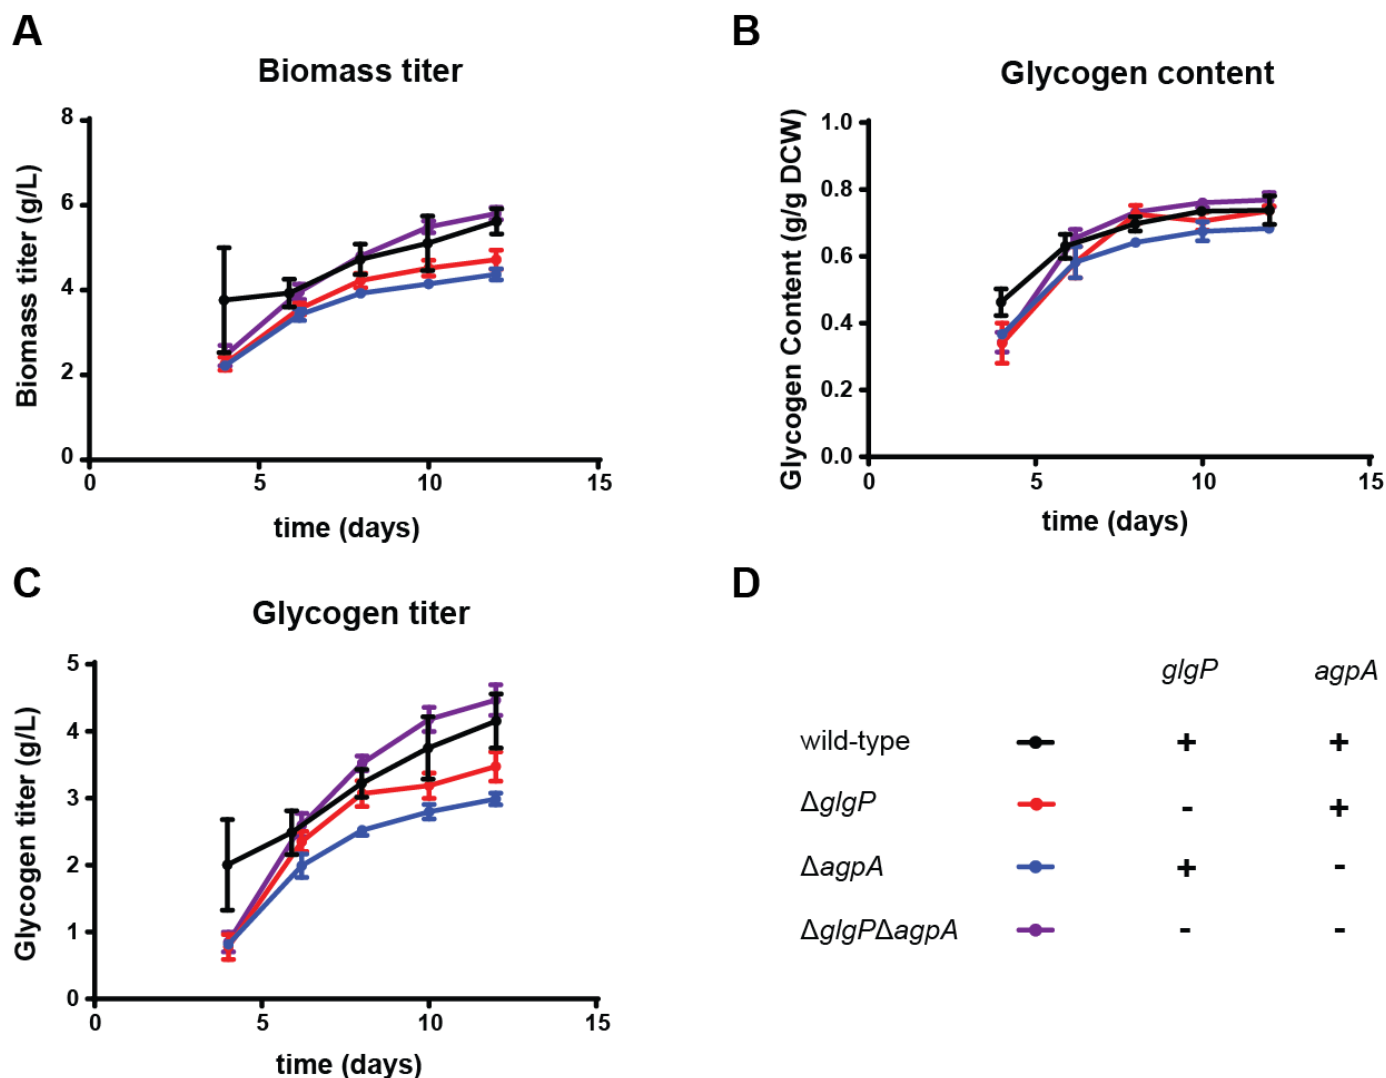 A
Biomass titer
Biomass titer (g/L)
8
6
4
2
0
0 5 10 15
time (days)
B
Glycogen content
Glycogen Content (g/g DCW)
1.0
0.8
0.6
0.4
0.2
0.0
0 5 10 15
time (days)
C
Glycogen titer
Glycogen titer (g/L)
5
4
3
2
1
0
0 5 10 15
time (days)
D
glgP agpA
wild-type + +
ΔglgP - +
ΔagpA + -
ΔglgPΔagpA - -